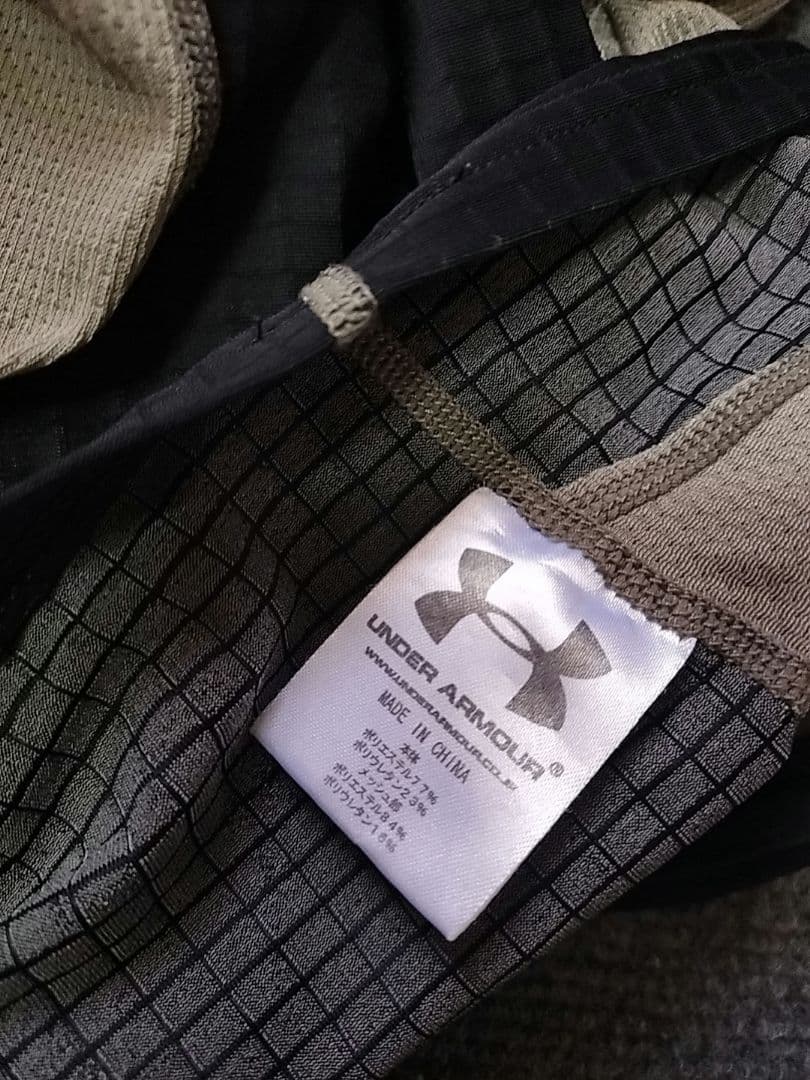 UNDER ARMOUR®
WWW.UNDERARMOUR.CO.JP
MADE IN CHINA
本体
ポリエステル77%
ポリウレタン23%
メッシュ部
ポリエステル84%
ポリウレタン16%